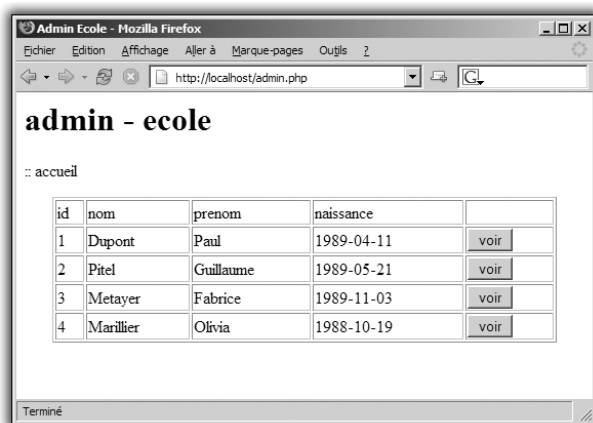 Admin Ecole - Mozilla Firefox
Fichier Edition Affichage Aller à Marque-pages Outils ?
http://localhost/admin.php G
admin - ecole
:: accueil
id nom prenom naissance
1 Dupont Paul 1989-04-11 voir
2 Pitel Guillaume 1989-05-21 voir
3 Metayer Fabrice 1989-11-03 voir
4 Marillier Olivia 1988-10-19 voir
Terminé